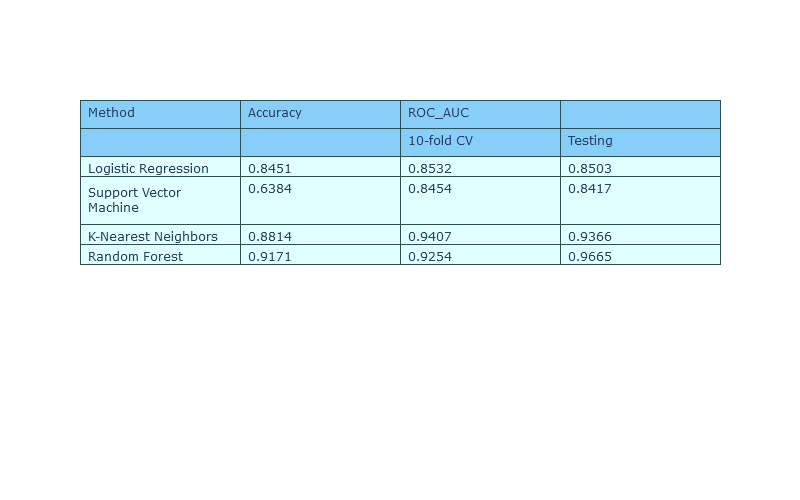 Method Accuracy ROC_AUC
10-fold CV Testing
Logistic Regression 0.8451 0.8532 0.8503
Support Vector Machine 0.6384 0.8454 0.8417
K-Nearest Neighbors 0.8814 0.9407 0.9366
Random Forest 0.9171 0.9254 0.9665